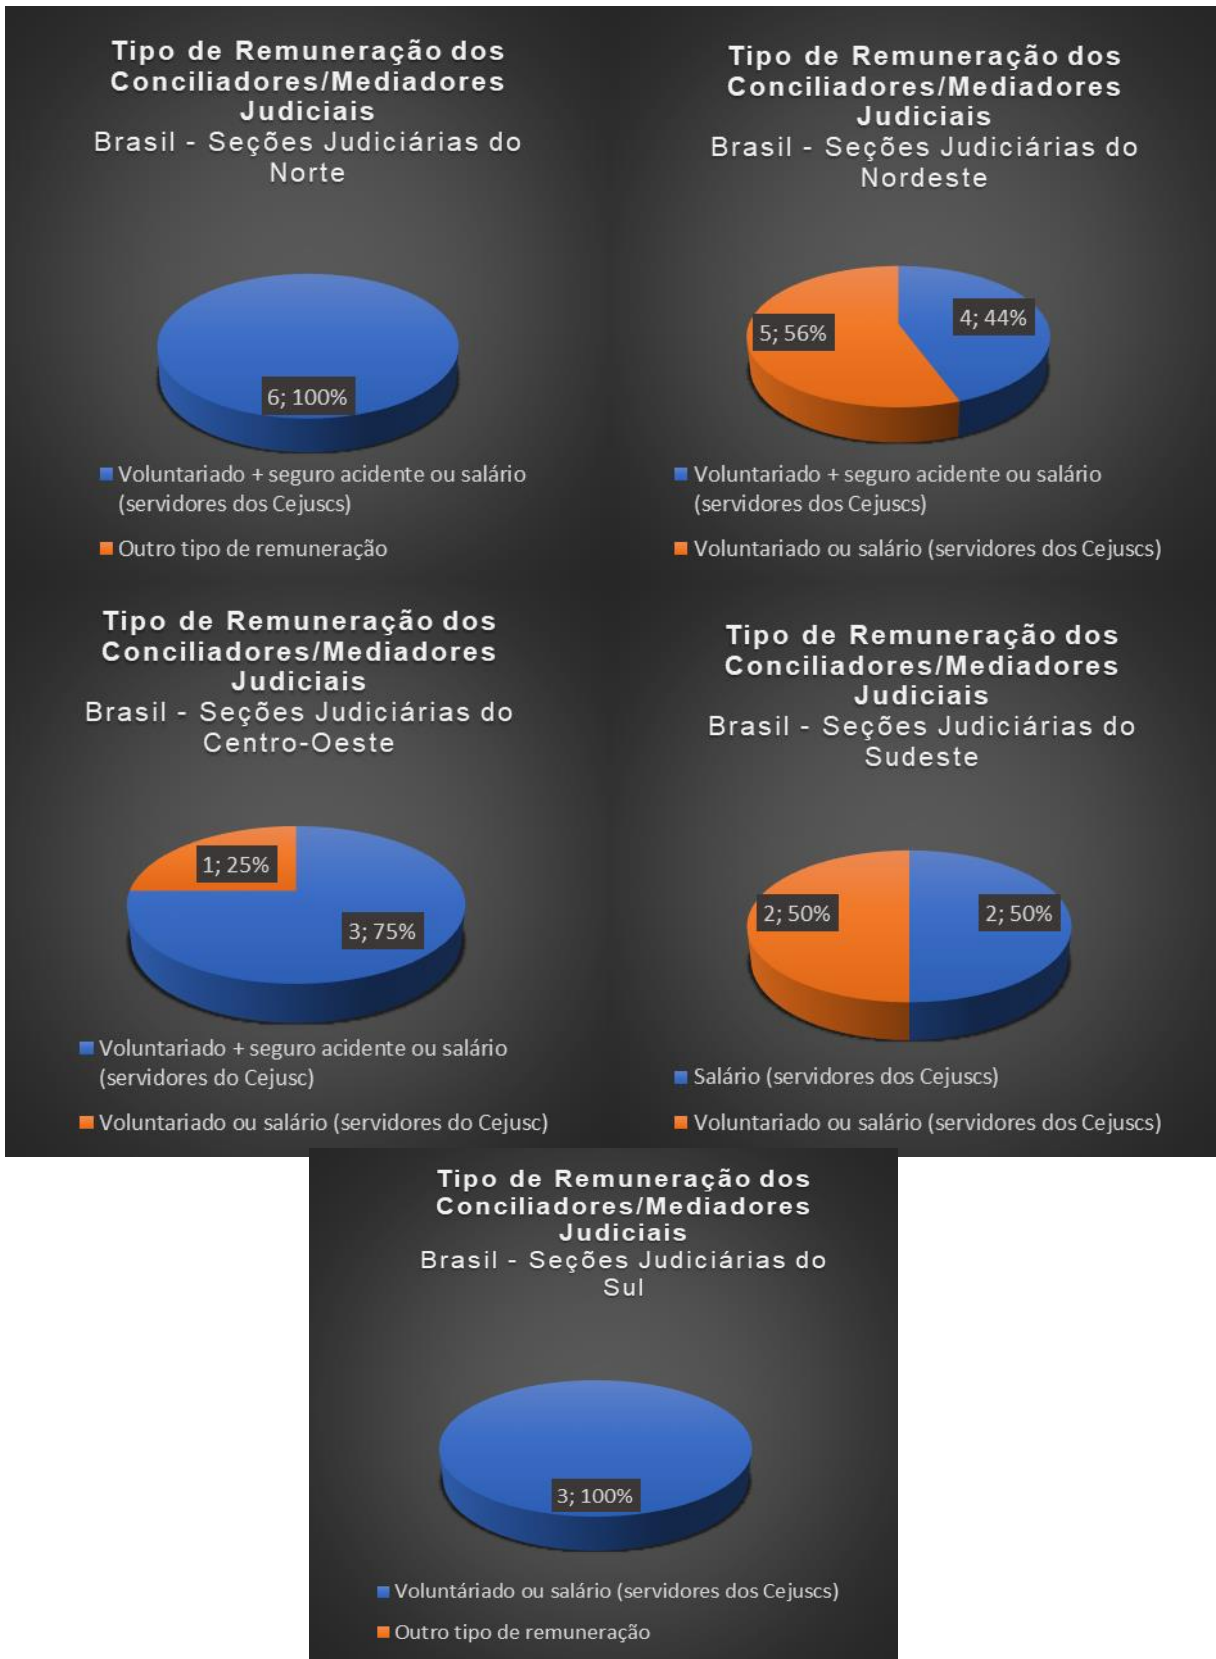 Tipo de Remuneração dos
Conciliadores/Mediadores
Judiciais
Brasil - Seções Judiciárias do
Norte
6; 100%
Voluntariado + seguro acidente ou salário
(servidores dos Cejuscs)
Outro tipo de remuneração
Tipo de Remuneração dos
Conciliadores/Mediadores
Judiciais
Brasil - Seções Judiciárias do
Nordeste
5; 56%
4; 44%
Voluntariado + seguro acidente ou salário
(servidores dos Cejuscs)
Voluntariado ou salário (servidores dos Cejuscs)
Tipo de Remuneração dos
Conciliadores/Mediadores
Judiciais
Brasil - Seções Judiciárias do
Centro-Oeste
1; 25%
3; 75%
Voluntariado + seguro acidente ou salário
(servidores do Cejusc)
Voluntariado ou salário (servidores do Cejusc)
Tipo de Remuneração dos
Conciliadores/Mediadores
Judiciais
Brasil - Seções Judiciárias do
Sudeste
2; 50%
2; 50%
Salário (servidores dos Cejuscs)
Voluntariado ou salário (servidores dos Cejuscs)
Tipo de Remuneração dos
Conciliadores/Mediadores
Judiciais
Brasil - Seções Judiciárias do
Sul
3; 100%
Voluntáriado ou salário (servidores dos Cejuscs)
Outro tipo de remuneração